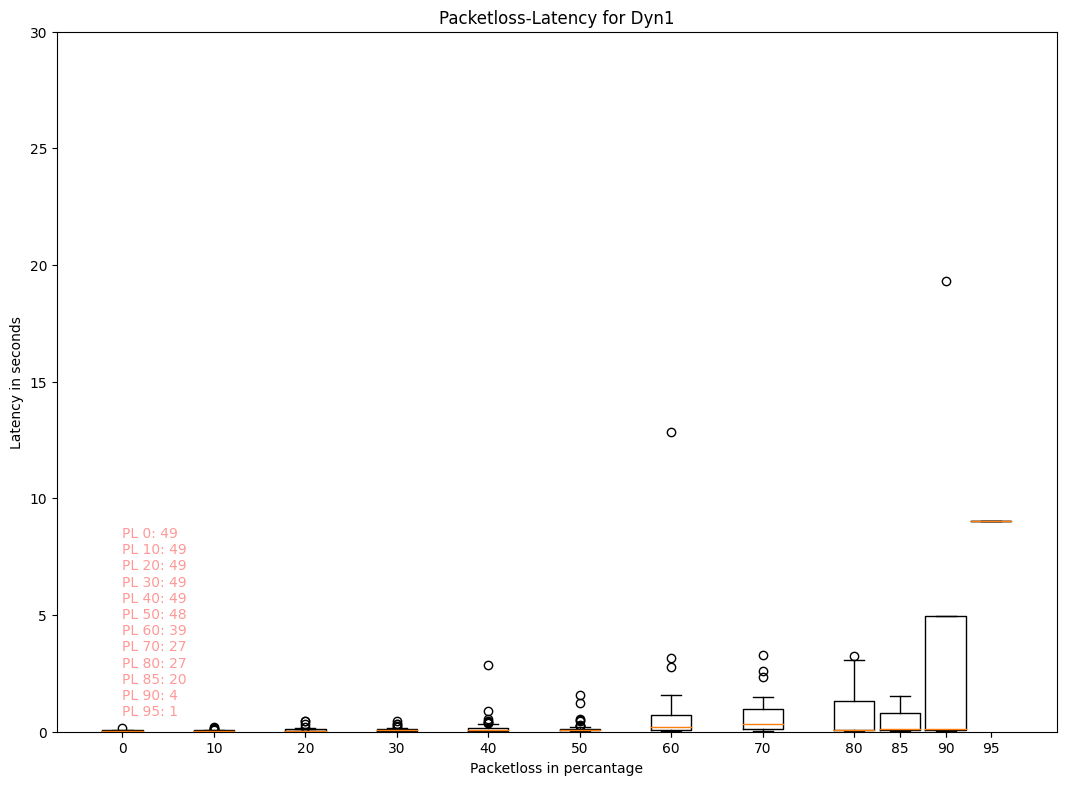 Packetloss-Latency for Dyn1
30
25
20
15
10
5
0
Latency in seconds
PL 0: 49
PL 10: 49
PL 20: 49
PL 30: 49
PL 40: 49
PL 50: 48
PL 60: 39
PL 70: 27
PL 80: 27
PL 85: 20
PL 90: 4
PL 95: 1
0 10 20 30 40 50 60 70 80 85 90 95
Packetloss in percantage